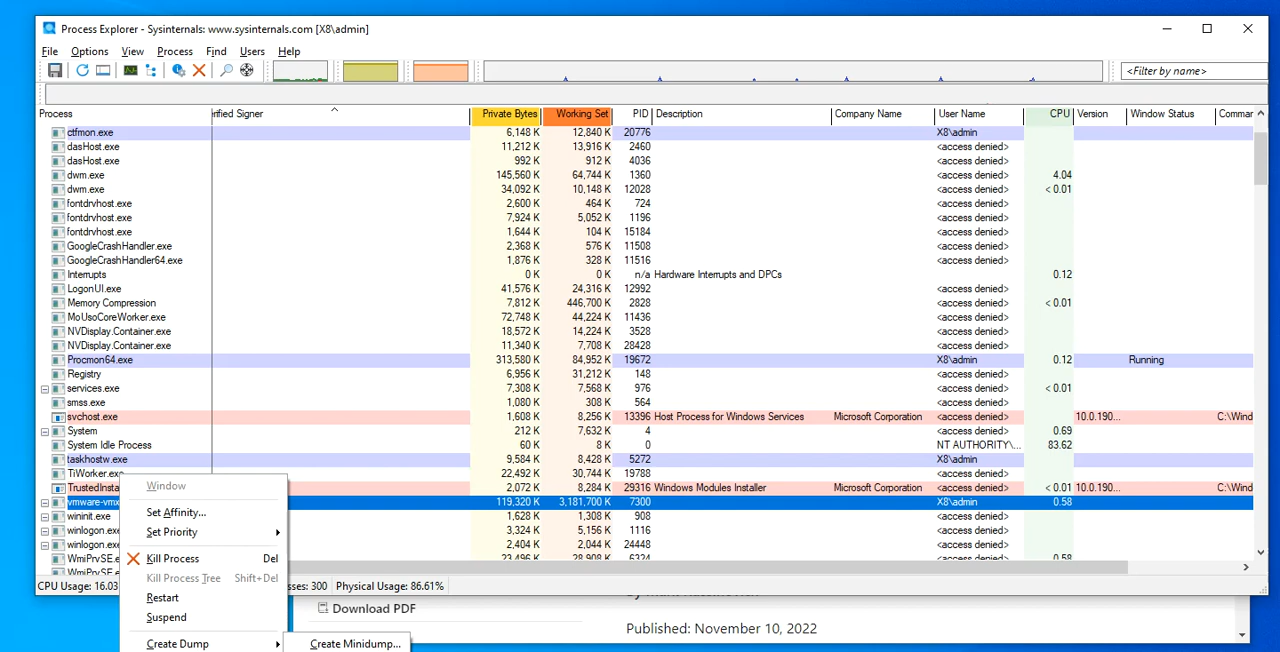 Process Explorer - Sysinternals: www.sysinternals.com [X8\admin]
File Options View Process Find Users Help
<Filter by name>
Process rified Signer Private Bytes Working Set PID Description Company Name User Name CPU Version Window Status Commar
ctfmon.exe 6,148 K 12,840 K 20776 X8\admin
dasHost.exe 11,212 K 13,916 K 2460 <access denied>
dasHost.exe 992 K 912 K 4036 <access denied>
dwm.exe 145,560 K 64,744 K 1360 <access denied> 4.04
dwm.exe 34,092 K 10,148 K 12028 <access denied> < 0.01
fontdrvhost.exe 2,600 K 464 K 724 <access denied>
fontdrvhost.exe 7,924 K 5,052 K 1196 <access denied>
fontdrvhost.exe 1,644 K 104 K 15184 <access denied>
GoogleCrashHandler.exe 2,368 K 576 K 11508 <access denied>
GoogleCrashHandler64.exe 1,876 K 328 K 11516 <access denied>
Interrupts 0 K 0 K n/a Hardware Interrupts and DPCs 0.12
LogonUI.exe 41,576 K 24,316 K 12992 <access denied>
Memory Compression 7,812 K 446,700 K 2828 <access denied> < 0.01
MoUsoCoreWorker.exe 72,748 K 44,224 K 11436 <access denied>
NVDisplay.Container.exe 18,572 K 14,224 K 3528 <access denied>
NVDisplay.Container.exe 11,340 K 7,708 K 28428 <access denied>
Procmon64.exe 313,580 K 84,952 K 19672 X8\admin 0.12 Running
Registry 6,956 K 31,212 K 148 <access denied>
services.exe 7,308 K 7,568 K 976 <access denied> < 0.01
smss.exe 1,080 K 308 K 564 <access denied>
svchost.exe 1,608 K 8,256 K 13396 Host Process for Windows Services Microsoft Corporation <access denied> 10.0.190... C:\Wind
System 212 K 7,632 K 4 <access denied> 0.69
System Idle Process 60 K 8 K 0 NT AUTHORITY\... 83.62
taskhostw.exe 9,584 K 8,428 K 5272 X8\admin
TiWorker.exe 22,492 K 30,744 K 19788 <access denied>
TrustedInsta 2,072 K 8,284 K 29316 Windows Modules Installer Microsoft Corporation <access denied> < 0.01 10.0.190... C:\Wind
vmware-vmx 119,320 K 3,181,700 K 7300 X8\admin 0.58
wininit.exe 1,628 K 1,308 K 908 <access denied>
winlogon.exe 3,324 K 5,156 K 1116 <access denied>
winlogon.exe 2,404 K 2,044 K 24448 <access denied>
WmiPrvSE.e 23,496 K 28,908 K 6324 <access denied> 0.58
WmiPrvSE.e
CPU Usage: 16.03 sses: 300 Physical Usage: 86.61%
Window
Set Affinity...
Set Priority
Kill Process Del
Kill Process Tree Shift+Del
Restart
Suspend
Create Dump
Create Minidump...
Download PDF
Published: November 10, 2022